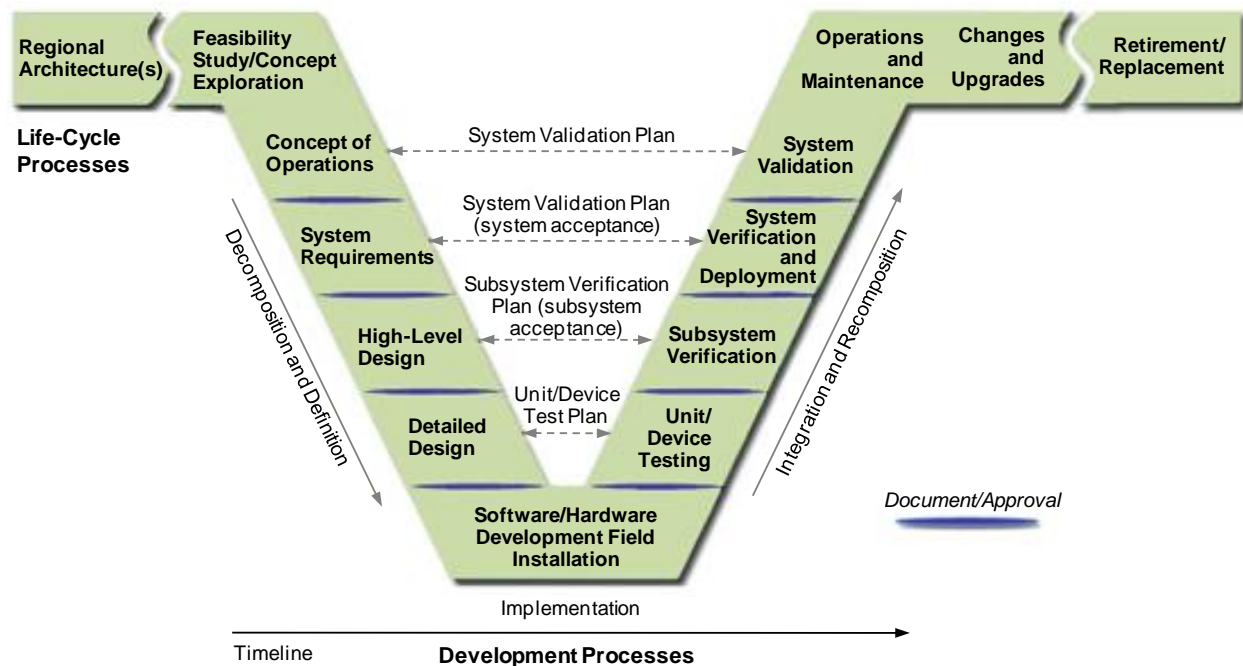 Regional
Architecture(s)
Feasibility
Study/Concept
Exploration
Operations
and
Maintenance
Changes
and
Upgrades
Retirement/
Replacement
Life-Cycle
Processes
Concept of
Operations
System Validation Plan
System
Validation
Decomposition and Definition
System
Requirements
System Validation Plan
(system acceptance)
System
Verification
and
Deployment
Integration and Recomposition
High-Level
Design
Subsystem Verification
Plan (subsystem
acceptance)
Subsystem
Verification
Detailed
Design
Unit/Device
Test Plan
Unit/
Device
Testing
Software/Hardware
Development Field
Installation
Document/Approval
Implementation
Timeline
Development Processes